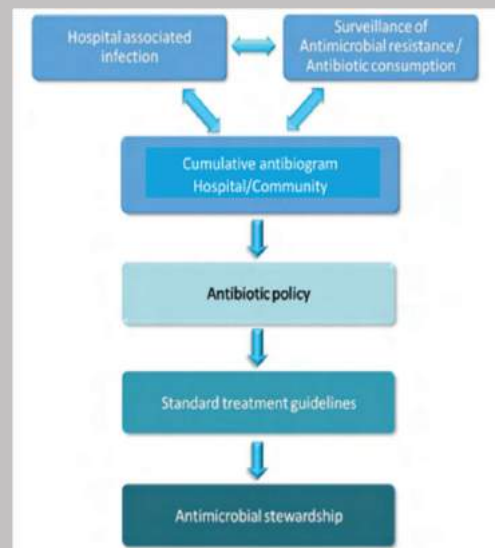 Hospital associated
infection
Surveillance of
Antimicrobial resistance/
Antibiotic consumption
Cumulative antibiogram
Hospital/Community
Antibiotic policy
Standard treatment guidelines
Antimicrobial stewardship